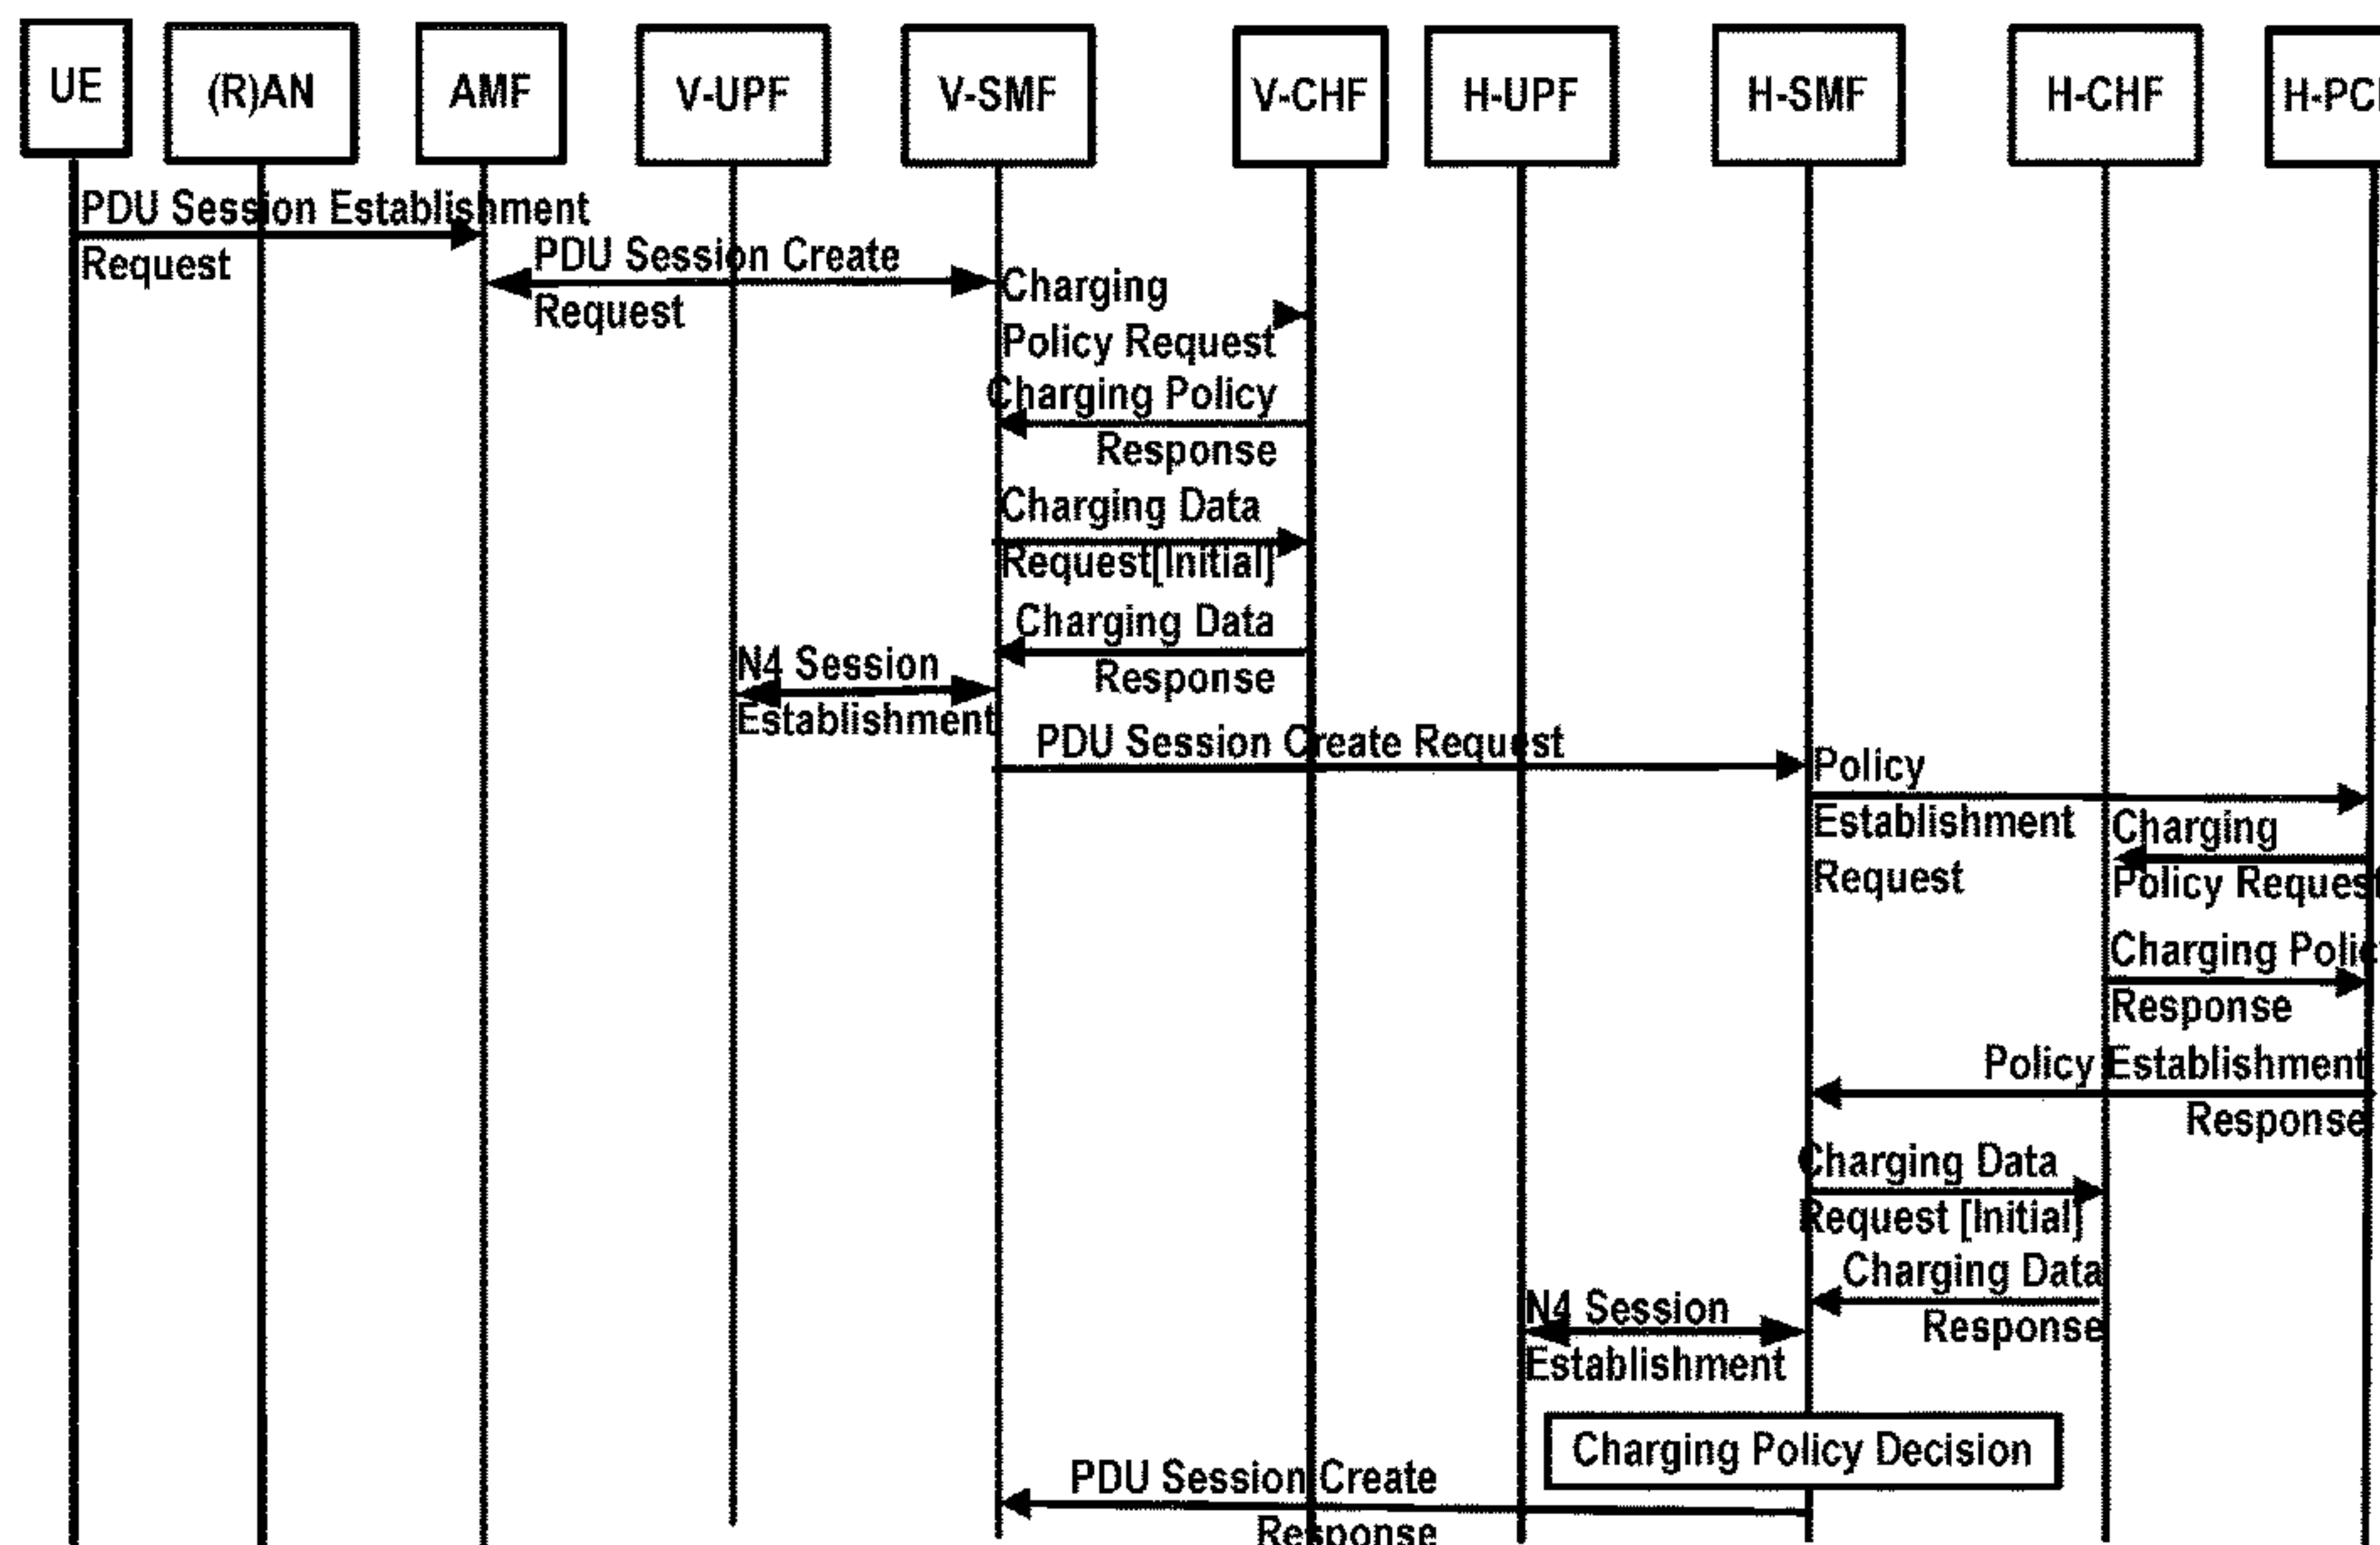 UE
(R)AN
AMF
V-UPF
V-SMF
V-CHF
H-UPF
H-SMF
H-CHF
PDU Session Establishment
Request
PDU Session Create
Request
Charging
Policy Request
Charging Policy
Response
Charging Data
Request[Initial]
Charging Data
Response
N4 Session
Establishment
PDU Session Create Request
Policy
Establishment
Request
Charging
Policy Request
Charging
Response
Policy Establishment
Response
Charging Data
Request [Initial]
Charging Data
Response
N4 Session
Establishment
Charging Policy Decision
PDU Session Create
Response